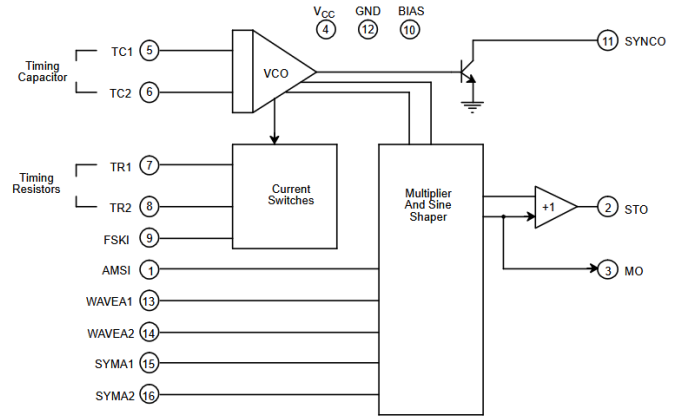 VCC GND BIAS
4 12 10
TC1 5
Timing
Capacitor
TC2 6
VCO
11 SYNCO
TR1 7
Timing
Resistors
TR2 8
FSKI 9
Current
Switches
Multiplier
And Sine
Shaper
+1
2 STO
3 MO
AMSI 1
WAVEA1 13
WAVEA2 14
SYMA1 15
SYMA2 16